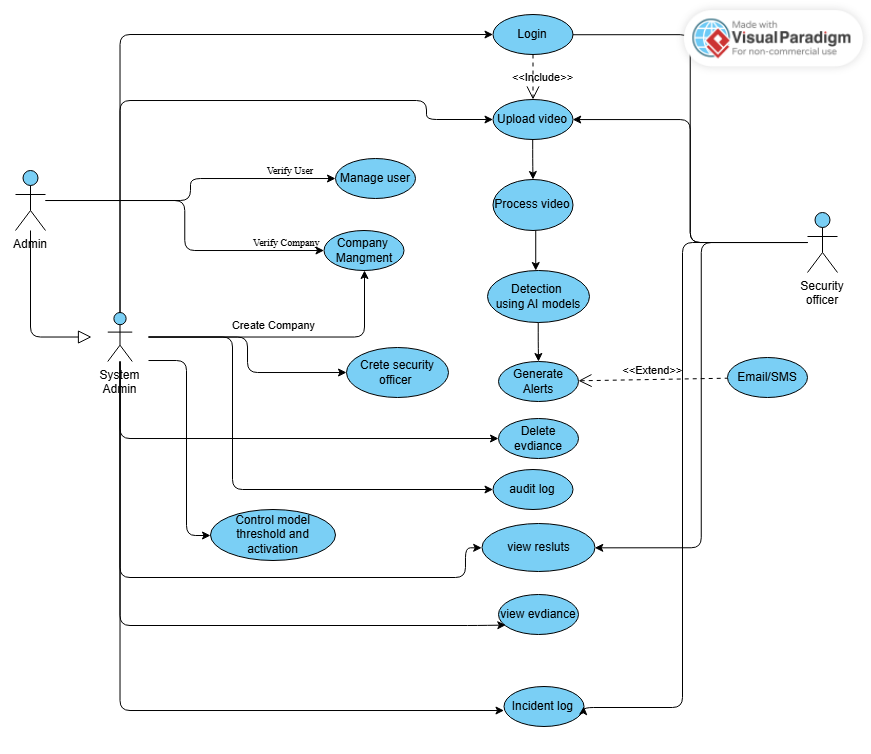 Made with
VisualParadigm
For non-commercial use
Login
<<Include>>
Upload video
Verify User
Manage user
Process video
Admin
Verify Company
Company
Mangment
Security
officer
Detection
using AI models
Create Company
System
Admin
Crete security
officer
Generate
Alerts
<<Extend>>
Email/SMS
Delete
evdiance
audit log
Control model
threshold and
activation
view resluts
view evdiance
Incident log